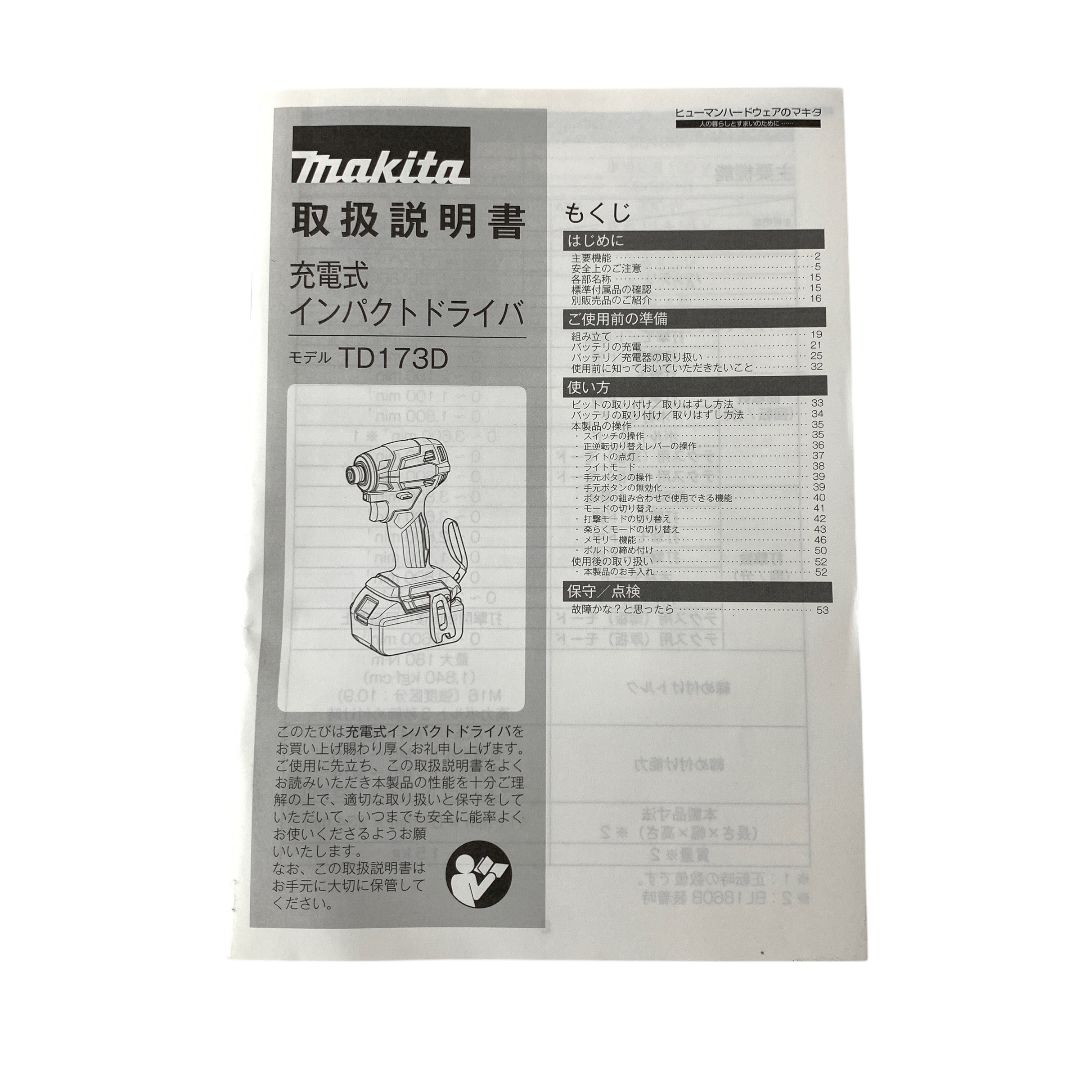 makita
取扱説明書
充電式
インパクトドライバ
モデル TD173D
このたびは充電式インパクトドライバを
お買い上げ賜わり厚くお礼申し上げます。
ご使用に先立ち、この取扱説明書をよく
お読みいただき本製品の性能を十分ご理
解の上で、適切な取り扱いと保守をして
いただいて、いつまでも安全に能率よく
お使いくださるようお願
いいたします。
なお、この取扱説明書は
お手元に大切に保管して
ください。
ヒューマンハードウェアのマキタ
人の暮らしとすまいのために……
もくじ
はじめに
主要機能 2
安全上のご注意 5
各部名称 15
標準付属品の確認 15
別販売品のご紹介 16
ご使用前の準備
組み立て 19
バッテリの充電 21
バッテリ／充電器の取り扱い 25
使用前に知っておいていただきたいこと 32
使い方
ビットの取り付け／取りはずし方法 33
バッテリの取り付け／取りはずし方法 34
本製品の操作 35
・スイッチの操作 35
・正逆転切り替えレバーの操作 36
・ライトの点灯 37
・ライトモード 38
・手元ボタンの操作 39
・手元ボタンの無効化 39
・ボタンの組み合わせで使用できる機能 40
・モードの切り替え 41
・打撃モードの切り替え 42
・楽らくモードの切り替え 43
・メモリー機能 46
・ボルトの締め付け 50
使用後の取り扱い 52
・本製品のお手入れ 52
保守／点検
故障かな？と思ったら 53